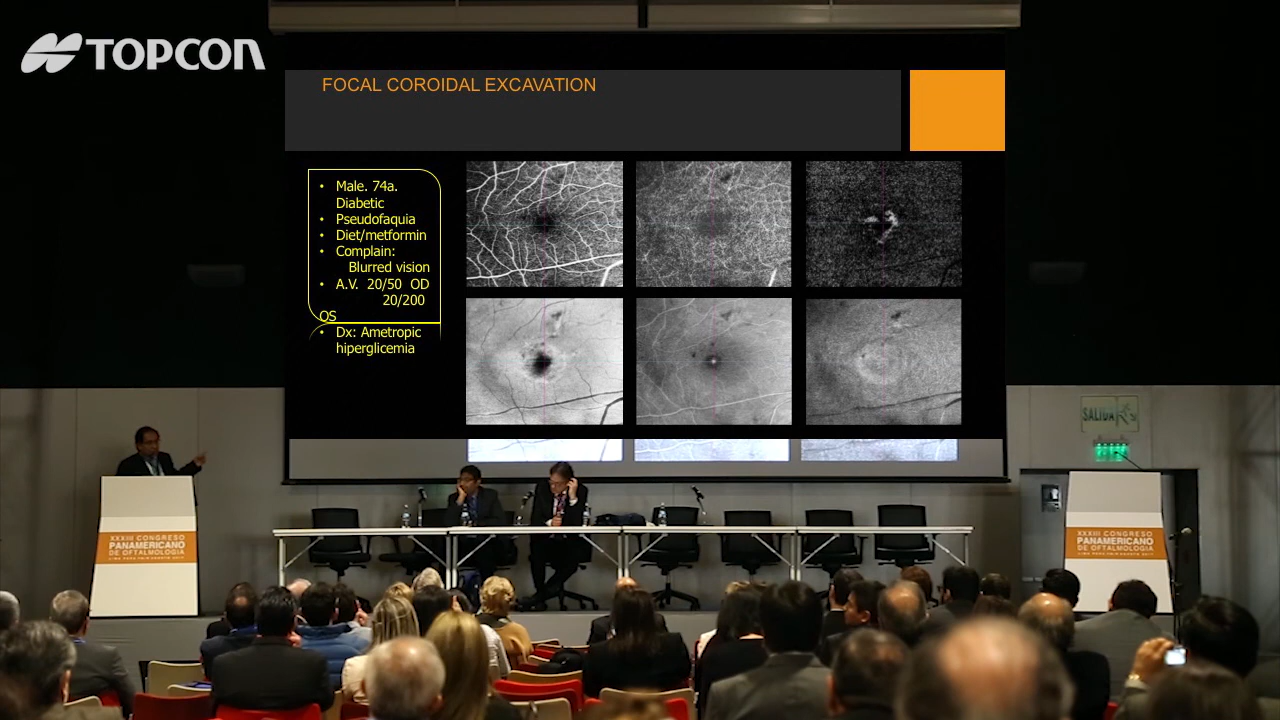 TOPCON
FOCAL COROIDAL EXCAVATION
• Male. 74a.
Diabetic
• Pseudofaquia
• Diet/metformin
• Complain:
Blurred vision
• A.V. 20/50 OD
20/200
OS
• Dx: Ametropic
hiperglicemia
SALIDA
XXXIII CONGRESO
PANAMERICANO
DE OFTALMOLOGIA
XXXIII CONGRESO
PANAMERICANO
DE OFTALMOLOGIA